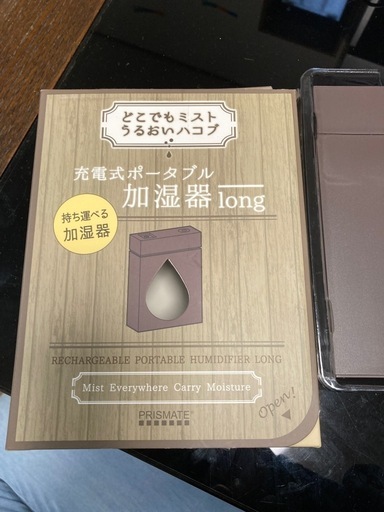 どこでもミスト
うるおいハコブ
充電式ポータブル
加湿器 long
持ち運べる
加湿器
RECHARGEABLE PORTABLE HUMIDIFIER LONG
Mist Everywhere Carry Moisture
Open!
PRISMATE